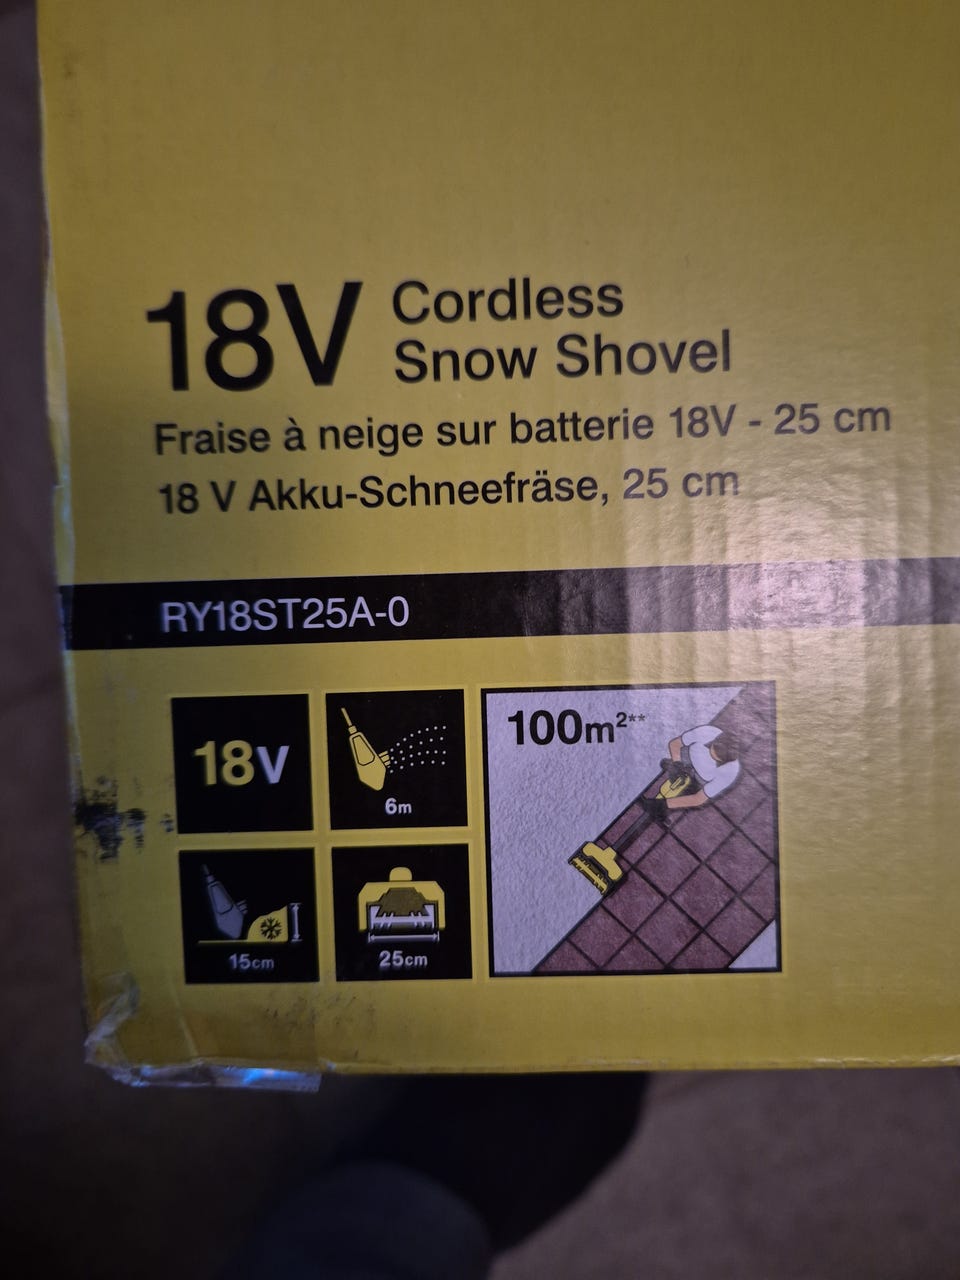 18V Cordless
Snow Shovel
Fraise à neige sur batterie 18V - 25 cm
18 V Akku-Schneefräse, 25 cm
RY18ST25A-0
18V
6m
100m²**
15cm
25cm